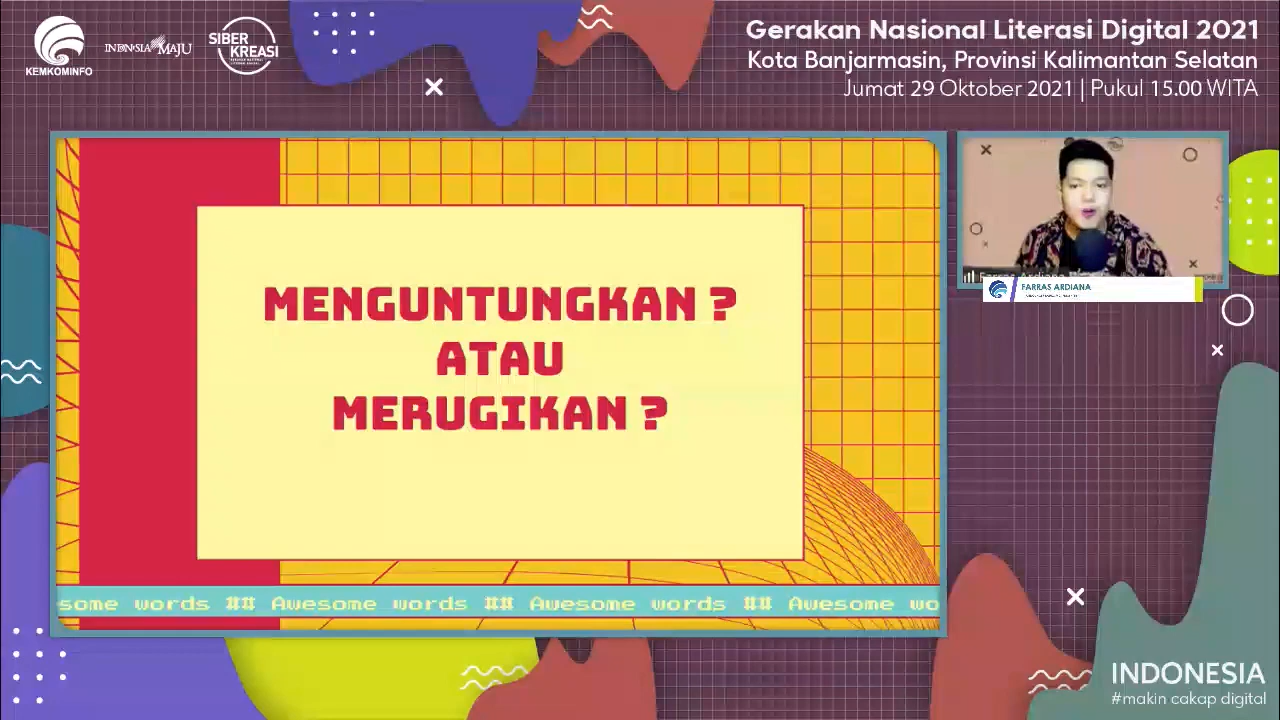 KEMKOMINFO
INDONESIA MAJU
SIBER
KREASI
Gerakan Nasional Literasi Digital 2021
Kota Banjarmasin, Provinsi Kalimantan Selatan
Jumat 29 Oktober 2021 | Pukul 15.00 WITA
MENGUNTUNGKAN ?
ATAU
MERUGIKAN ?
some words ## Awesome words ## Awesome words ## Awesome wo
Farras Ardiana
FARRAS ARDIANA
INDONESIA
#makin cakap digital